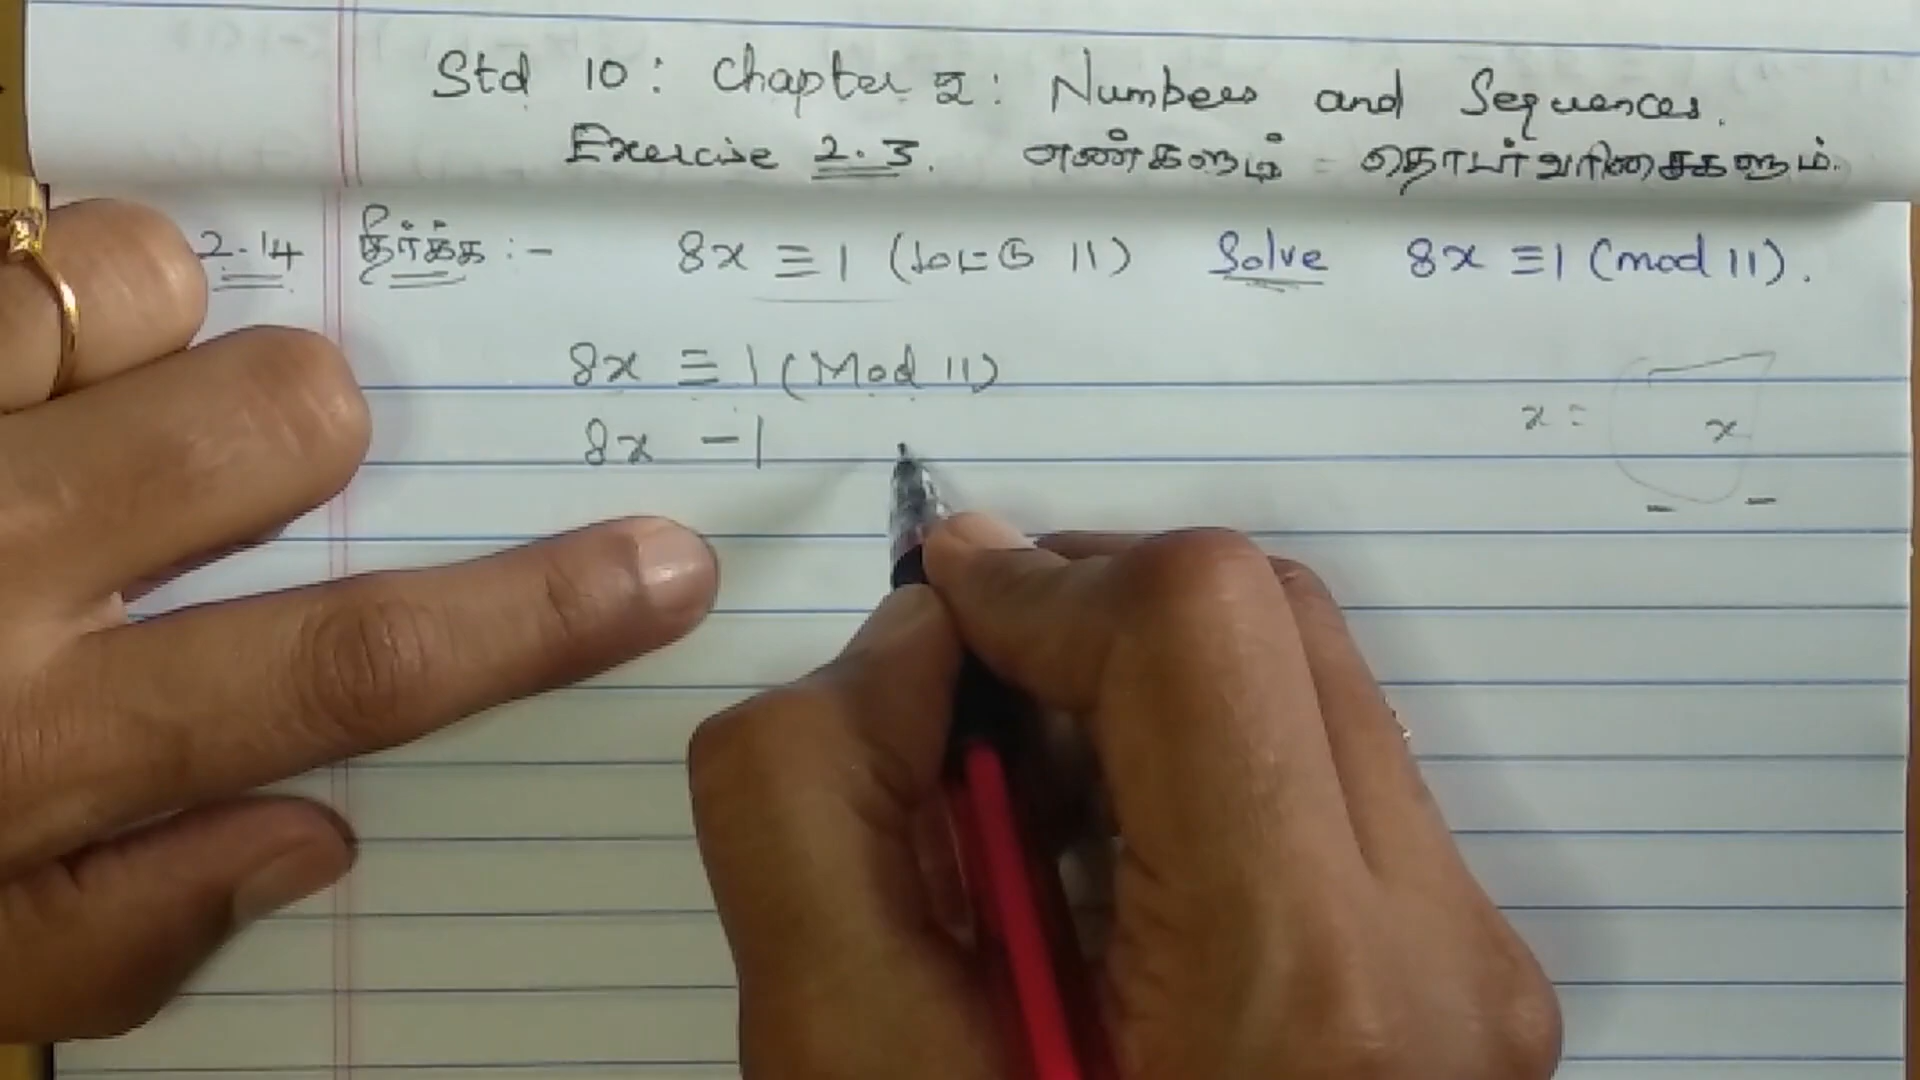 Std 10: Chapter 2: Numbers and Sequences.
Exercise 2.3. எண்களும் தொடர்வரிசைகளும்.
2.14 தீர்க்க :- 8x ≡ 1 (மட்டு 11) Solve 8x ≡ 1 (mod 11).
8x ≡ 1 (Mod 11)
8x - 1
x = x
- -